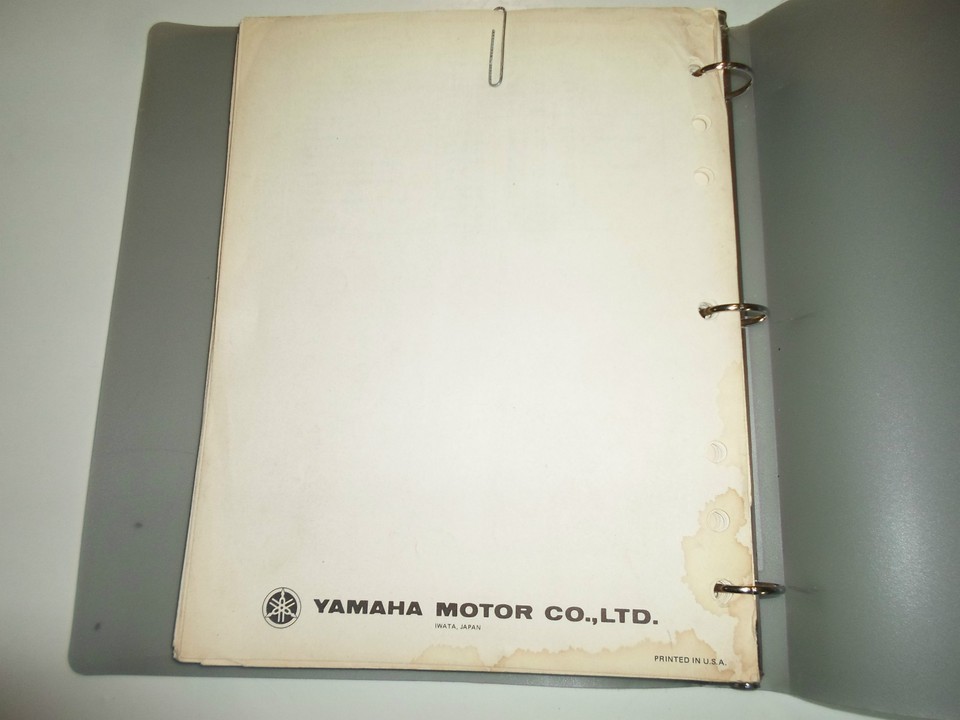 YAMAHA MOTOR CO.,LTD.
IWATA, JAPAN
PRINTED IN U.S.A.